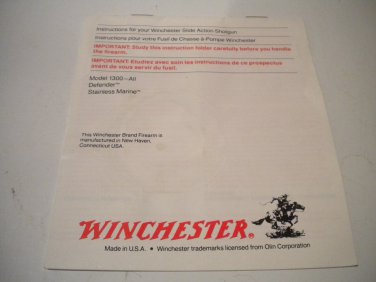 Instructions for your Winchester Slide Action Shotgun
Instructions pour votre Fusil de Chasse à Pompe Winchester
IMPORTANT: Study this instruction folder carefully before you handle
the firearm.
IMPORTANT: Étudiez avec soin les instructions de ce prospectus
avant de vous servir du fusil.
Model 1300—All
Defender™
Stainless Marine™
This Winchester Brand Firearm is
manufactured in New Haven,
Connecticut USA.
WINCHESTER®
Made in U.S.A. • Winchester trademarks licensed from Olin Corporation